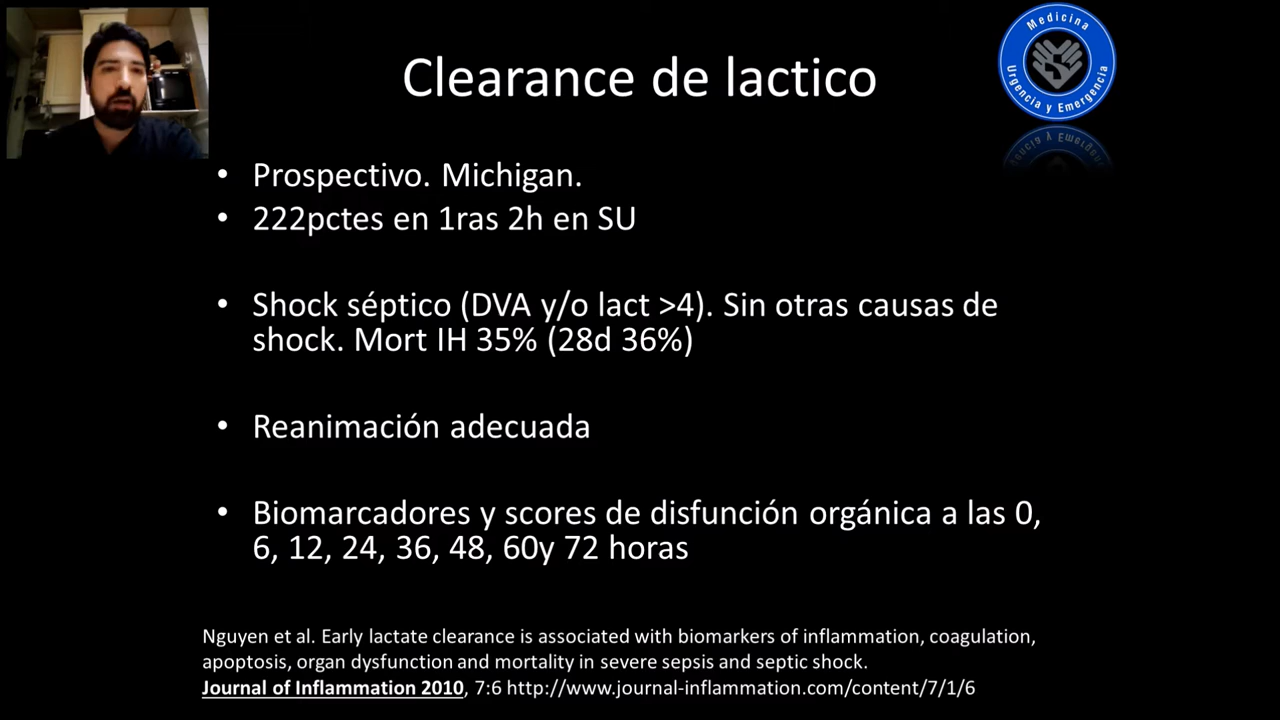 Clearance de lactico
Medicina
Urgencia y Emergencia
• Prospectivo. Michigan.
• 222pctes en 1ras 2h en SU
• Shock séptico (DVA y/o lact >4). Sin otras causas de
shock. Mort IH 35% (28d 36%)
• Reanimación adecuada
• Biomarcadores y scores de disfunción orgánica a las 0,
6, 12, 24, 36, 48, 60y 72 horas
Nguyen et al. Early lactate clearance is associated with biomarkers of inflammation, coagulation,
apoptosis, organ dysfunction and mortality in severe sepsis and septic shock.
Journal of Inflammation 2010, 7:6 http://www.journal-inflammation.com/content/7/1/6